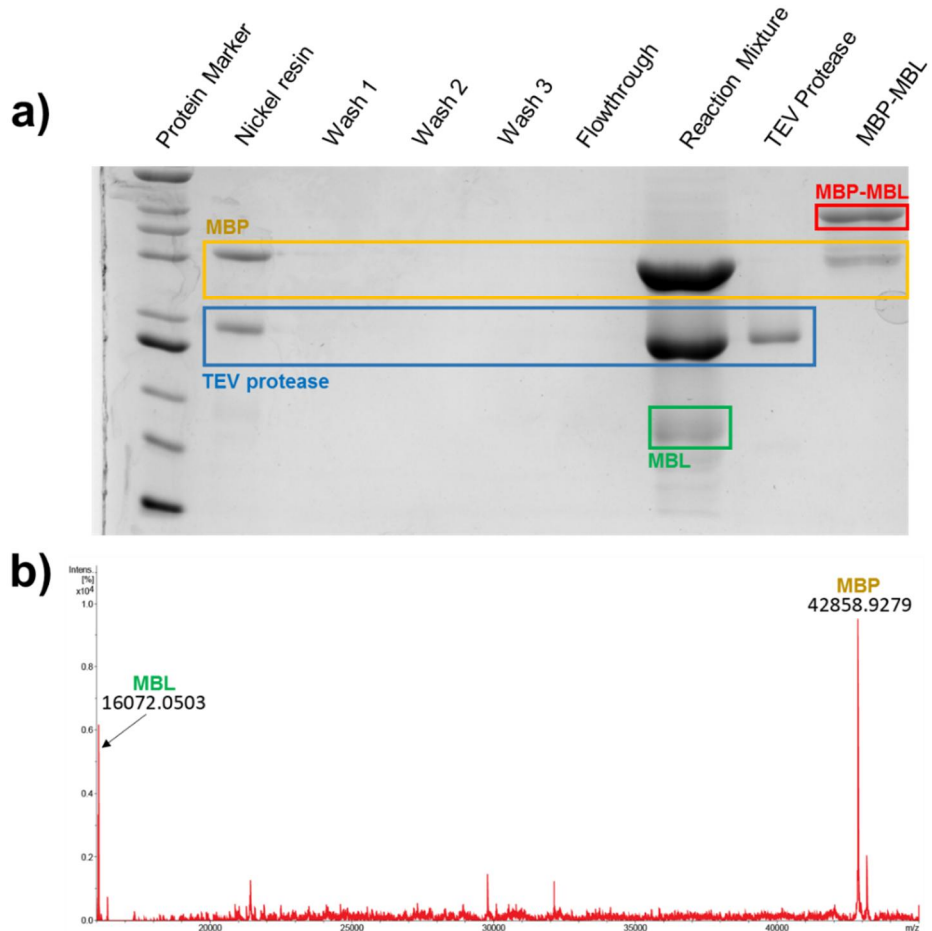 a)
Protein Marker
Nickel resin
Wash 1
Wash 2
Wash 3
Flowthrough
Reaction Mixture
TEV Protease
MBP-MBL
MBP-MBL
MBP
TEV protease
MBL
b)
Intens.
[%]
x10⁴
1.0
0.8
0.6
0.4
0.2
0.0
MBL
16072.0503
MBP
42858.9279
20000
25000
30000
35000
40000
m/z